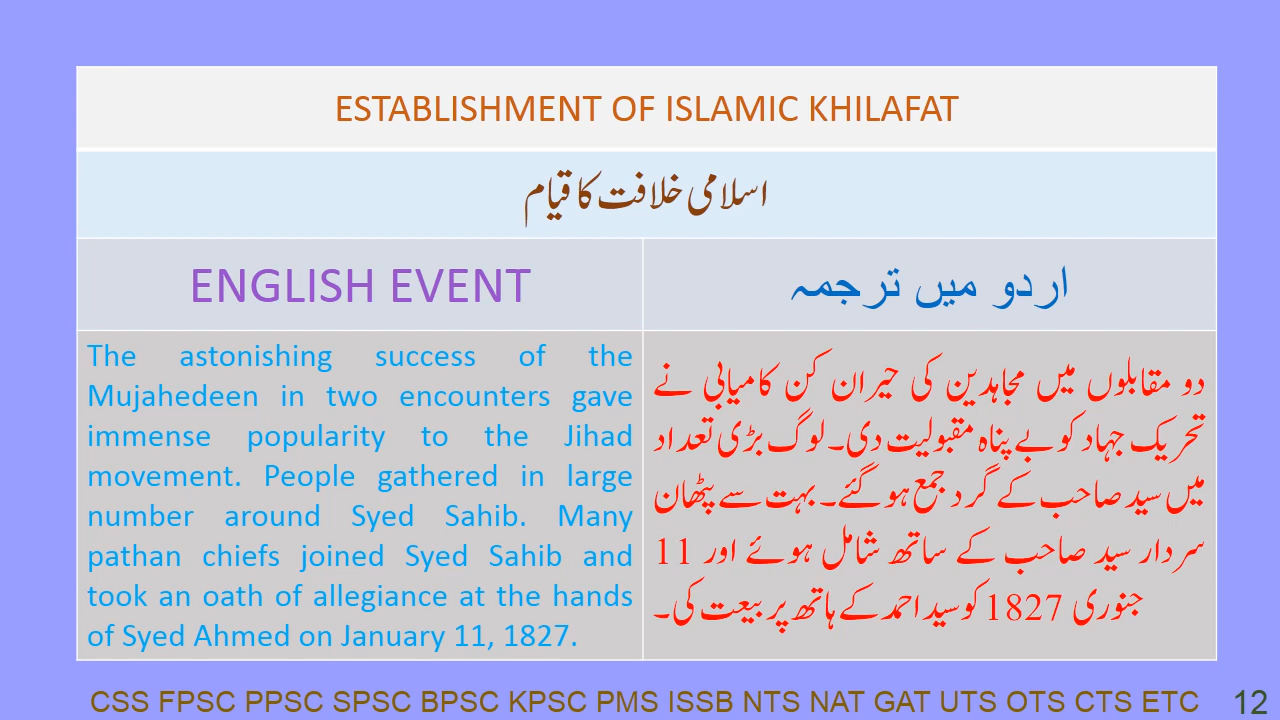 ESTABLISHMENT OF ISLAMIC KHILAFAT
اسلامی خلافت کا قیام
ENGLISH EVENT
اردو میں ترجمہ
The astonishing success of the
Mujahedeen in two encounters gave
immense popularity to the Jihad
movement. People gathered in large
number around Syed Sahib. Many
pathan chiefs joined Syed Sahib and
took an oath of allegiance at the hands
of Syed Ahmed on January 11, 1827.
دو مقابلوں میں مجاہدین کی حیران کن کامیابی نے
تحریک جہاد کو بے پناہ مقبولیت دی۔ لوگ بڑی تعداد
میں سید صاحب کے گرد جمع ہو گئے۔ بہت سے پٹھان
سردار سید صاحب کے ساتھ شامل ہوئے اور 11
جنوری 1827 کو سید احمد کے ہاتھ پر بیعت کی۔
CSS FPSC PPSC SPSC BPSC KPSC PMS ISSB NTS NAT GAT UTS OTS CTS ETC
12